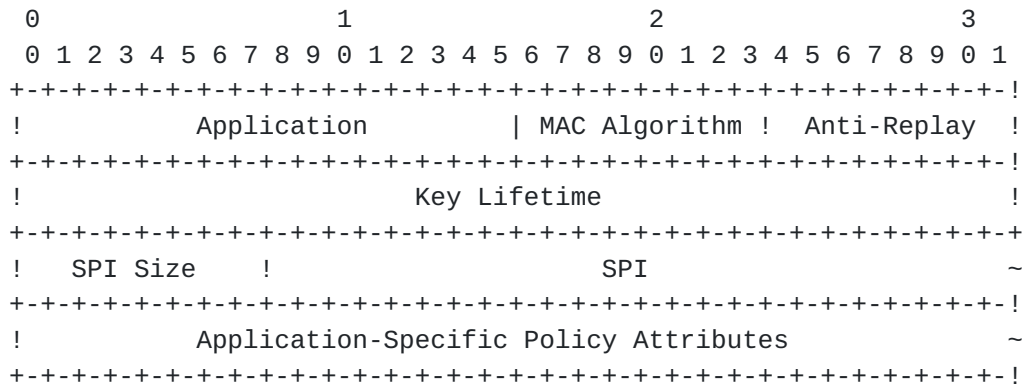 0                   1                   2                   3
 0 1 2 3 4 5 6 7 8 9 0 1 2 3 4 5 6 7 8 9 0 1 2 3 4 5 6 7 8 9 0 1
+-+-+-+-+-+-+-+-+-+-+-+-+-+-+-+-+-+-+-+-+-+-+-+-+-+-+-+-+-+-+-+-!
!           Application         | MAC Algorithm !  Anti-Replay  !
+-+-+-+-+-+-+-+-+-+-+-+-+-+-+-+-+-+-+-+-+-+-+-+-+-+-+-+-+-+-+-+-!
!                         Key Lifetime                          !
+-+-+-+-+-+-+-+-+-+-+-+-+-+-+-+-+-+-+-+-+-+-+-+-+-+-+-+-+-+-+-+-+
!   SPI Size    !                     SPI                       ~
+-+-+-+-+-+-+-+-+-+-+-+-+-+-+-+-+-+-+-+-+-+-+-+-+-+-+-+-+-+-+-+-!
!           Application-Specific Policy Attributes              ~
+-+-+-+-+-+-+-+-+-+-+-+-+-+-+-+-+-+-+-+-+-+-+-+-+-+-+-+-+-+-+-+-!